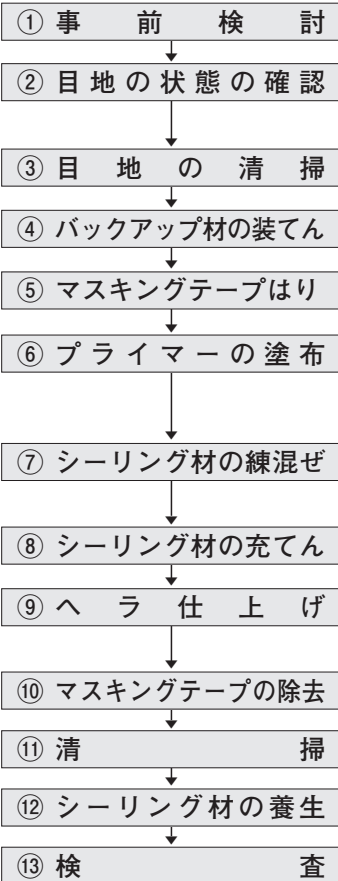 ① 事前検討
② 目地の状態の確認
③ 目地の清掃
④ バックアップ材の装てん
⑤ マスキングテープはり
⑥ プライマーの塗布
⑦ シーリング材の練混ぜ
⑧ シーリング材の充てん
⑨ ヘラ仕上げ
⑩ マスキングテープの除去
⑪ 清掃
⑫ シーリング材の養生
⑬ 検査